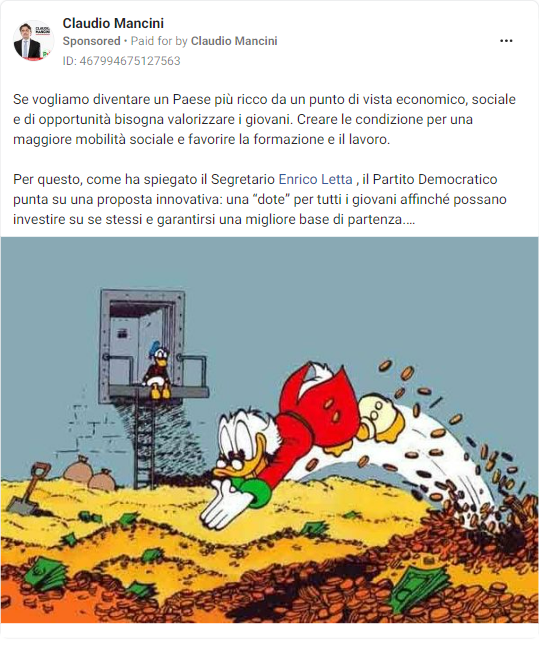 Claudio Mancini
Sponsored • Paid for by Claudio Mancini
ID: 467994675127563
Se vogliamo diventare un Paese più ricco da un punto di vista economico, sociale
e di opportunità bisogna valorizzare i giovani. Creare le condizione per una
maggiore mobilità sociale e favorire la formazione e il lavoro.
Per questo, come ha spiegato il Segretario Enrico Letta , il Partito Democratico
punta su una proposta innovativa: una “dote” per tutti i giovani affinché possano
investire su se stessi e garantirsi una migliore base di partenza....